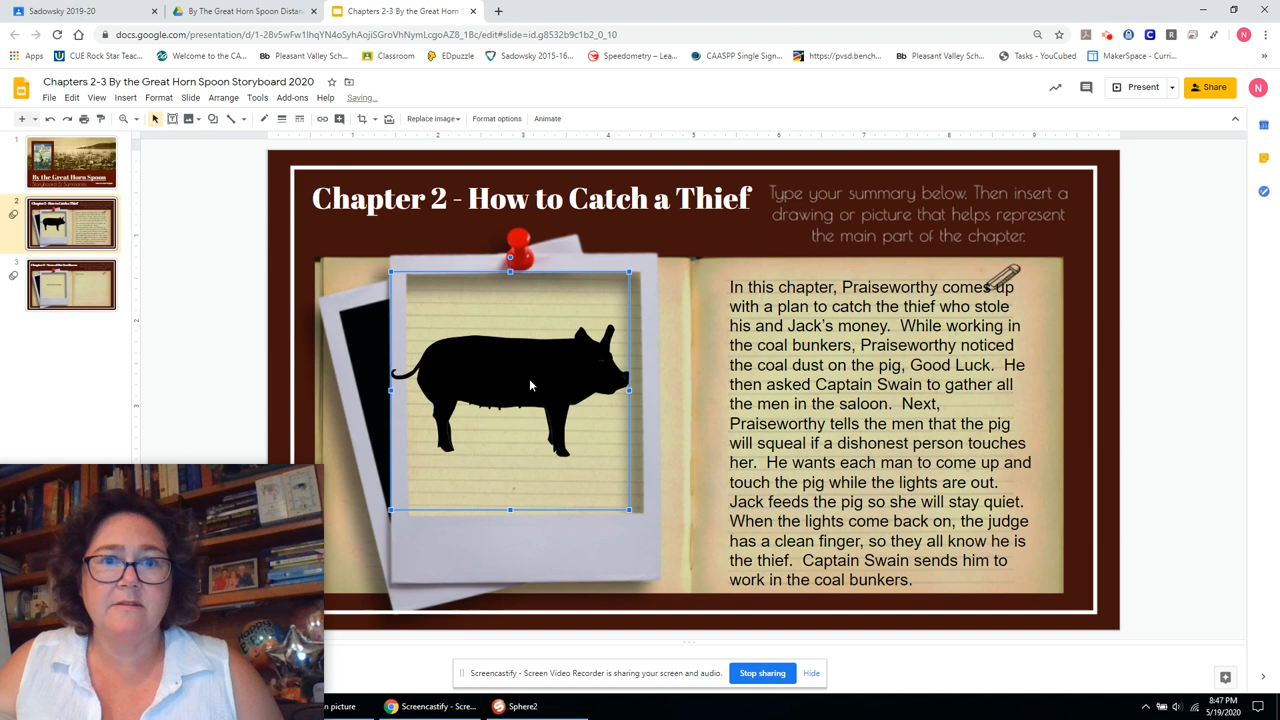 Sadowsky 2019-20
By The Great Horn Spoon Distan
Chapters 2-3 By the Great Horn S
docs.google.com/presentation/d/1-2Bv5wFw1IhqYN4oSyhAojiSGroVhNymLcgoAZ8_1Bc/edit#slide=id.g8532b9c1b2_0_10
Apps CUE Rock Star Teac... Welcome to the CA... Pleasant Valley Sch... Classroom EDpuzzle Sadowsky 2015-16... Speedometry – Lea... CAASPP Single Sign... https://pvsd.bench... Pleasant Valley Sch... Tasks - YouCubed MakerSpace - Curri...
Chapters 2-3 By the Great Horn Spoon Storyboard 2020
File Edit View Insert Format Slide Arrange Tools Add-ons Help Saving...
Present Share N
Replace image Format options Animate
1
By the Great Horn Spoon
Storyboard & Summaries
2
3
Chapter 2 - How to Catch a Thief
Type your summary below. Then insert a
drawing or picture that helps represent
the main part of the chapter.
In this chapter, Praiseworthy comes up
with a plan to catch the thief who stole
his and Jack's money. While working in
the coal bunkers, Praiseworthy noticed
the coal dust on the pig, Good Luck. He
then asked Captain Swain to gather all
the men in the saloon. Next,
Praiseworthy tells the men that the pig
will squeal if a dishonest person touches
her. He wants each man to come up and
touch the pig while the lights are out.
Jack feeds the pig so she will stay quiet.
When the lights come back on, the judge
has a clean finger, so they all know he is
the thief. Captain Swain sends him to
work in the coal bunkers.
Screencastify - Screen Video Recorder is sharing your screen and audio. Stop sharing Hide
n picture Screencastify - Scre... Sphere2
8:47 PM
5/19/2020